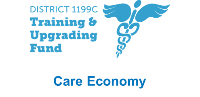 DISTRICT 1199C
Training &
Upgrading
Fund
Care Economy